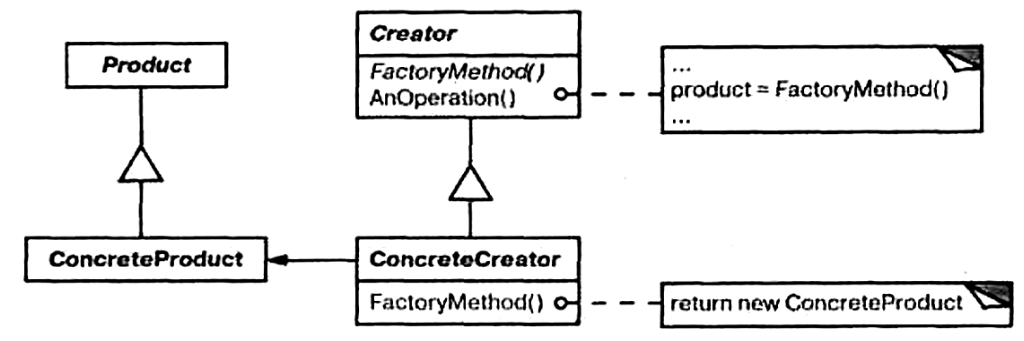 Product
Creator
FactoryMethod()
AnOperation()
...
product = FactoryMethod()
...
ConcreteProduct
ConcreteCreator
FactoryMethod()
return new ConcreteProduct